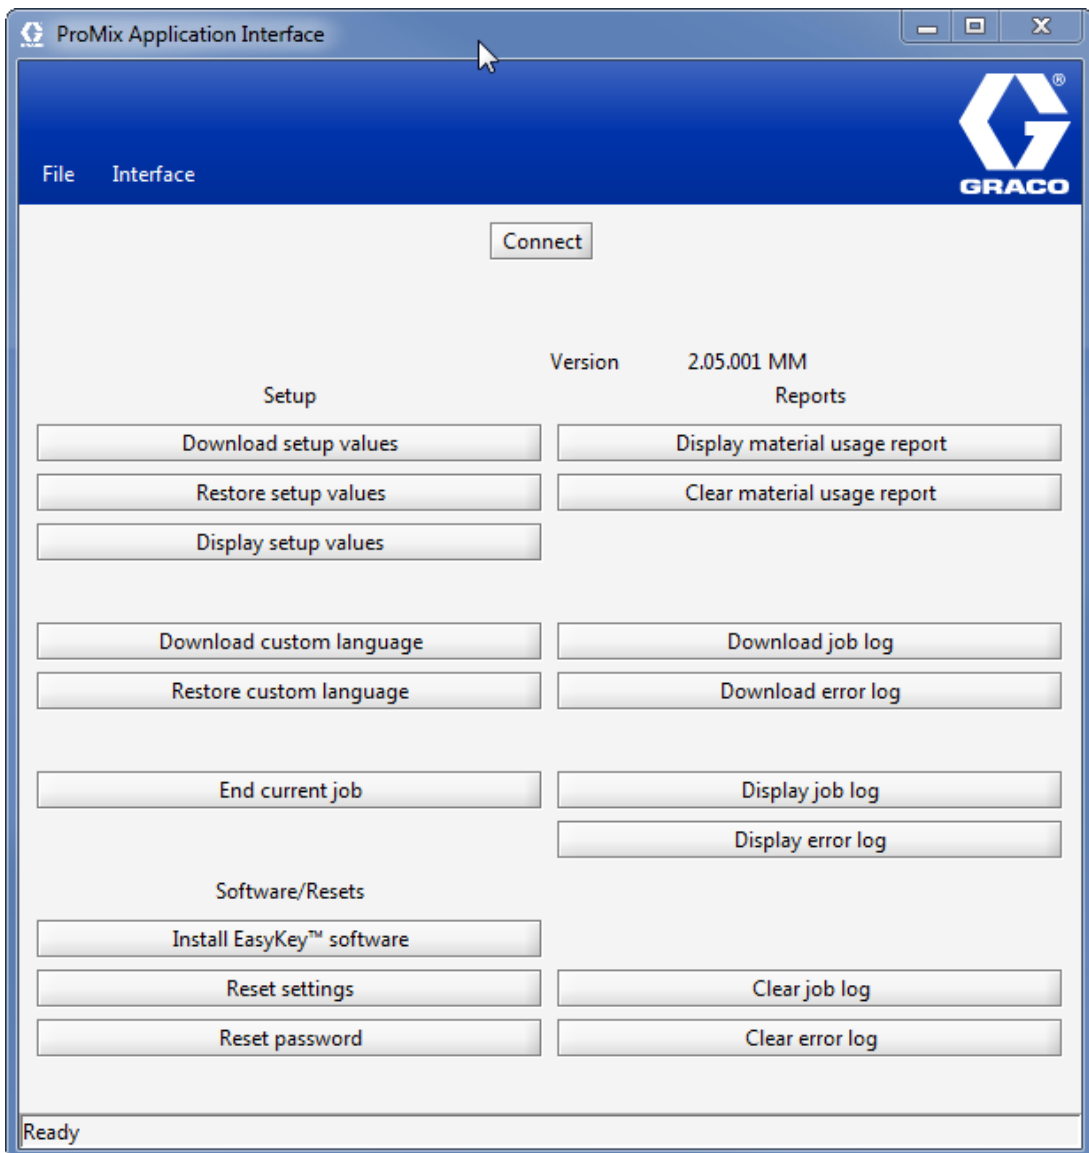 ProMix Application Interface
®
File Interface
GRACO
Connect
Version 2.05.001 MM
Setup Reports
Download setup values Display material usage report
Restore setup values Clear material usage report
Display setup values
Download custom language Download job log
Restore custom language Download error log
End current job Display job log
Display error log
Software/Resets
Install EasyKey™ software
Reset settings Clear job log
Reset password Clear error log
Ready